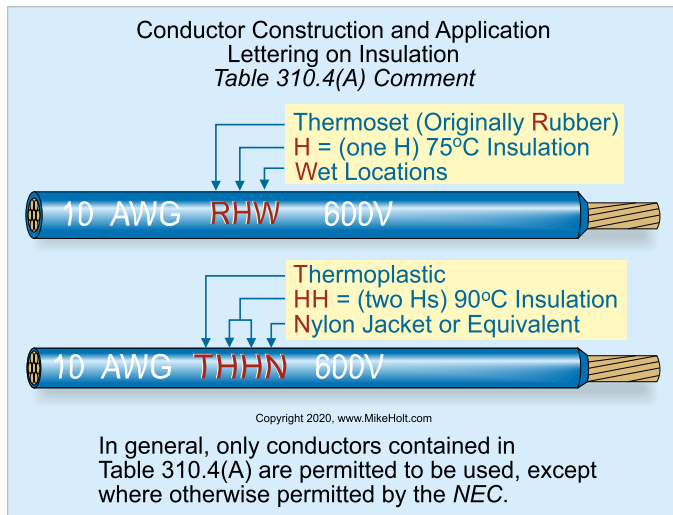 Conductor Construction and Application
Lettering on Insulation
Table 310.4(A) Comment
Thermoset (Originally Rubber)
H = (one H) 75ºC Insulation
Wet Locations
10 AWG RHW 600V
Thermoplastic
HH = (two Hs) 90ºC Insulation
Nylon Jacket or Equivalent
10 AWG THHN 600V
Copyright 2020, www.MikeHolt.com
In general, only conductors contained in
Table 310.4(A) are permitted to be used, except
where otherwise permitted by the NEC.